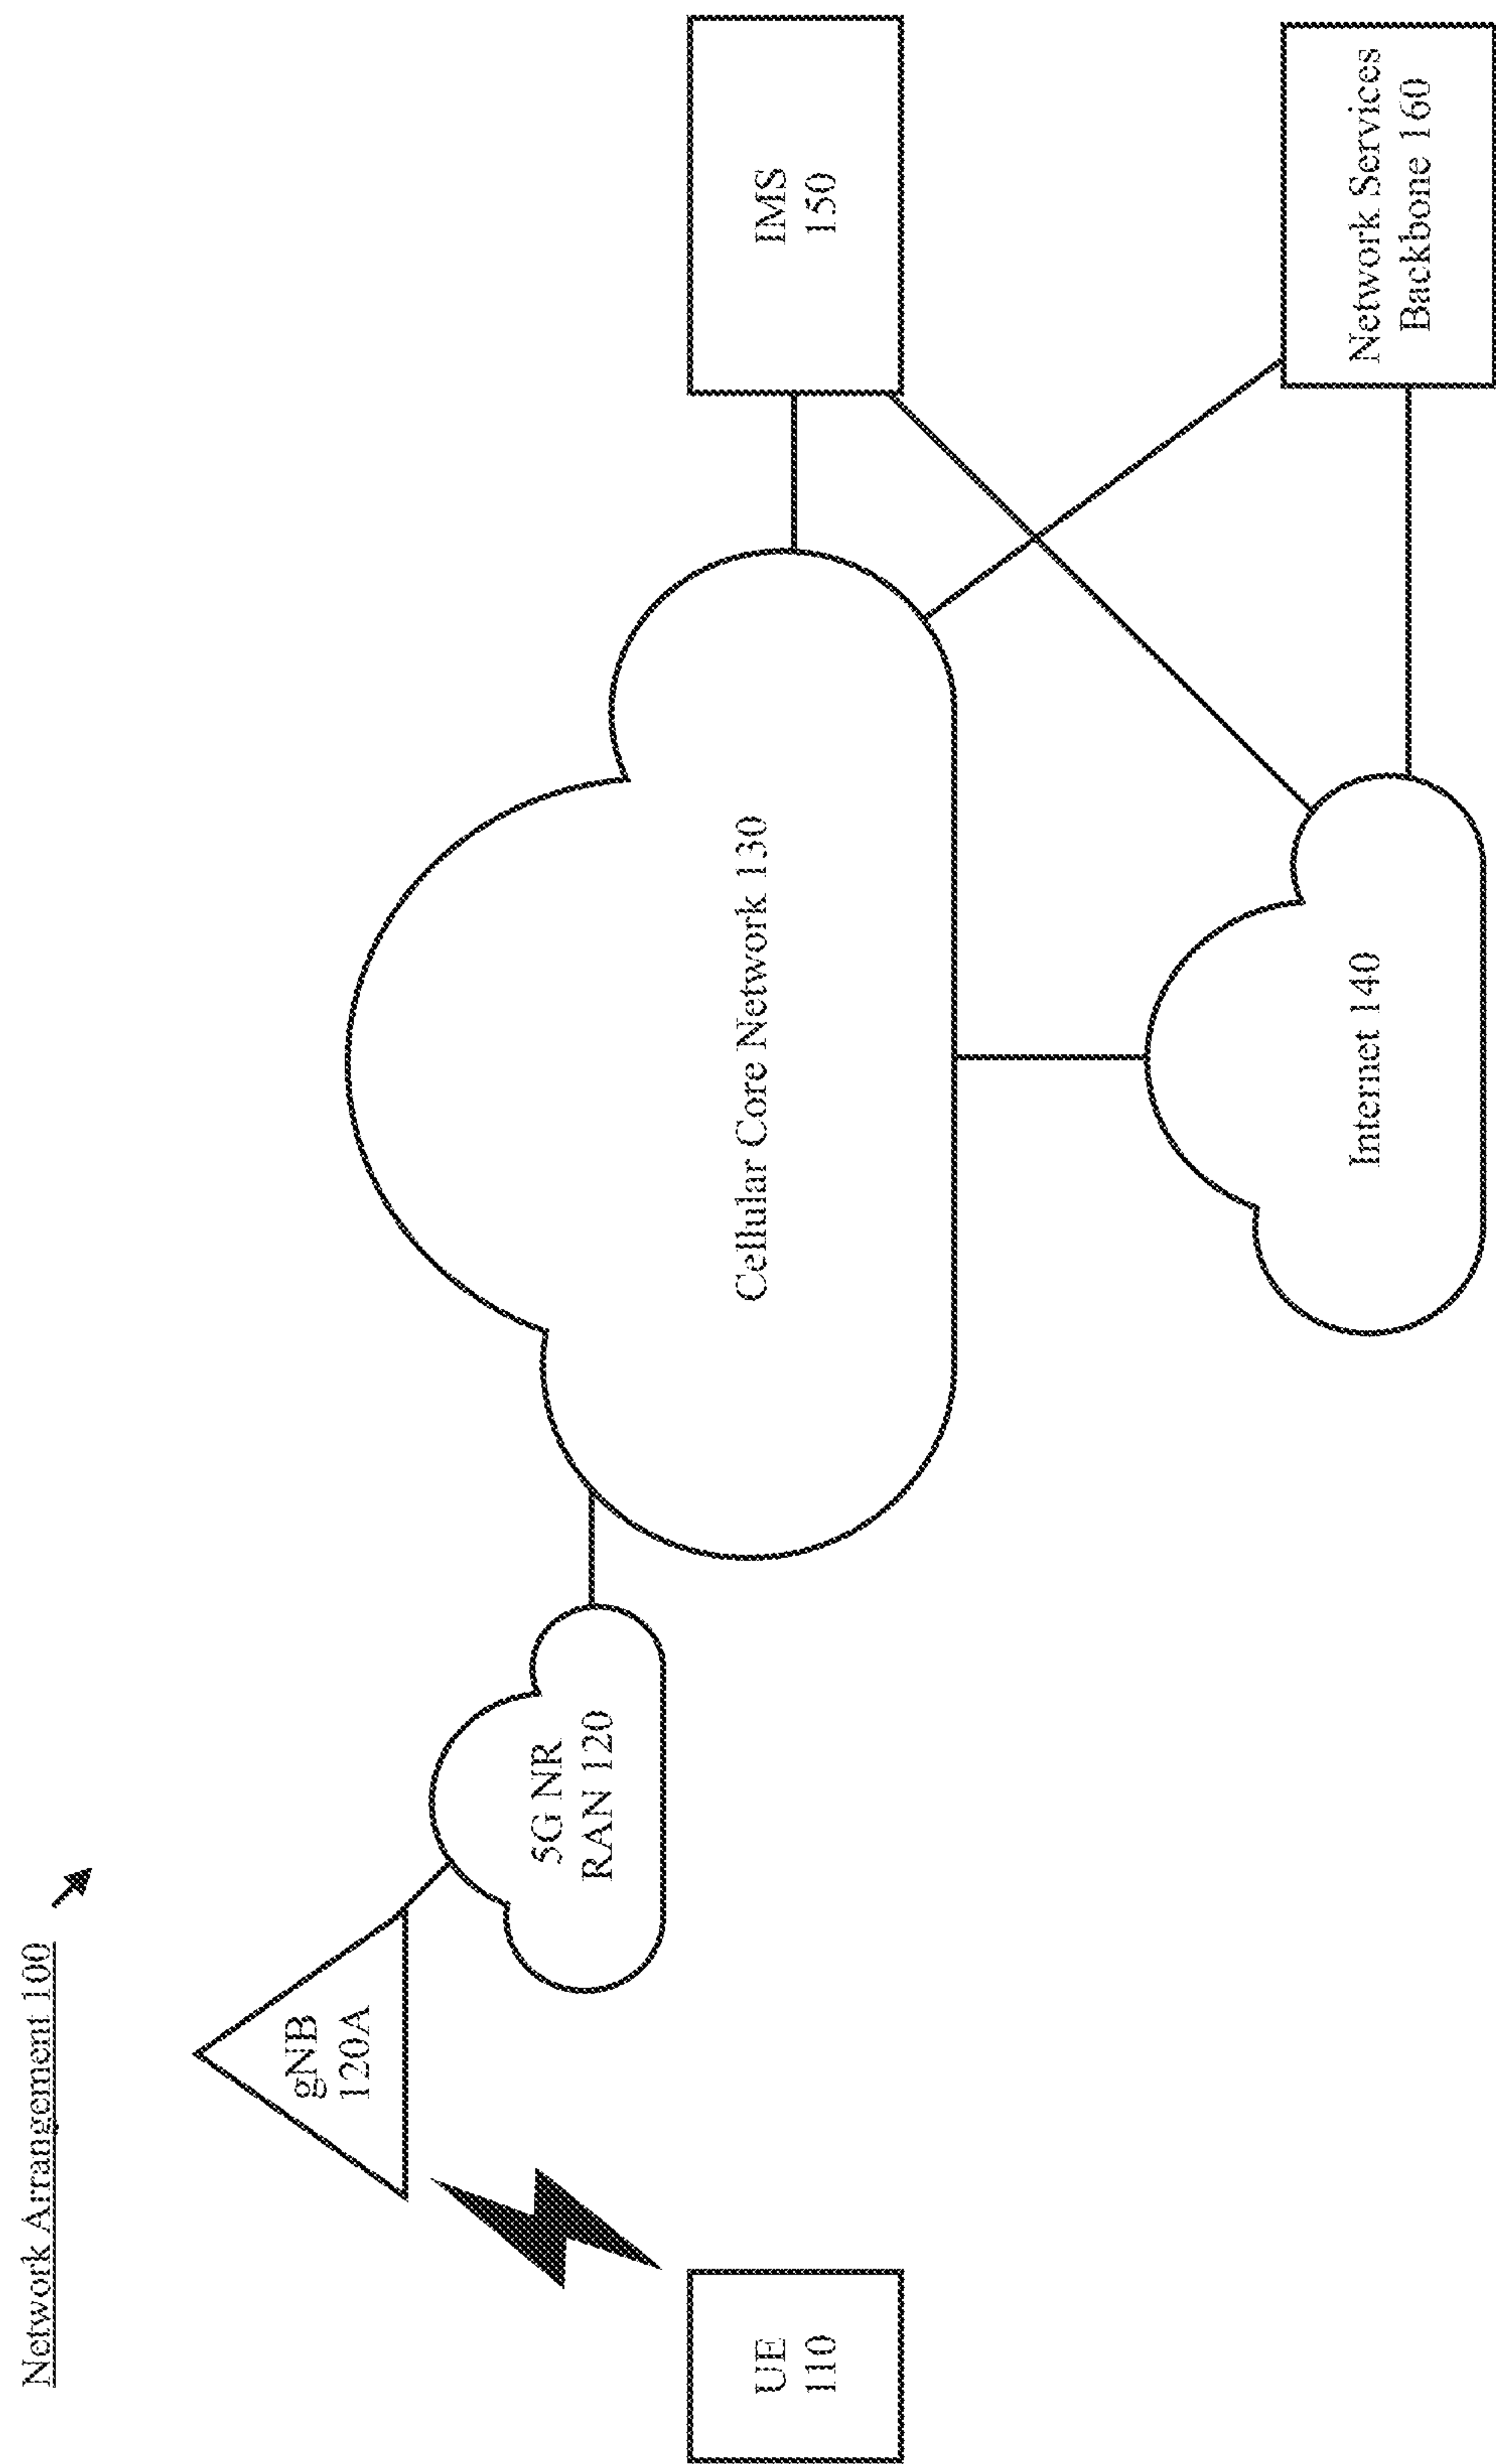 Network Arrangement 100
gNB
120A
5G NR
RAN 120
UE
110
Cellular Core Network 130
IMS
150
Internet 140
Network Services
Backbone 160